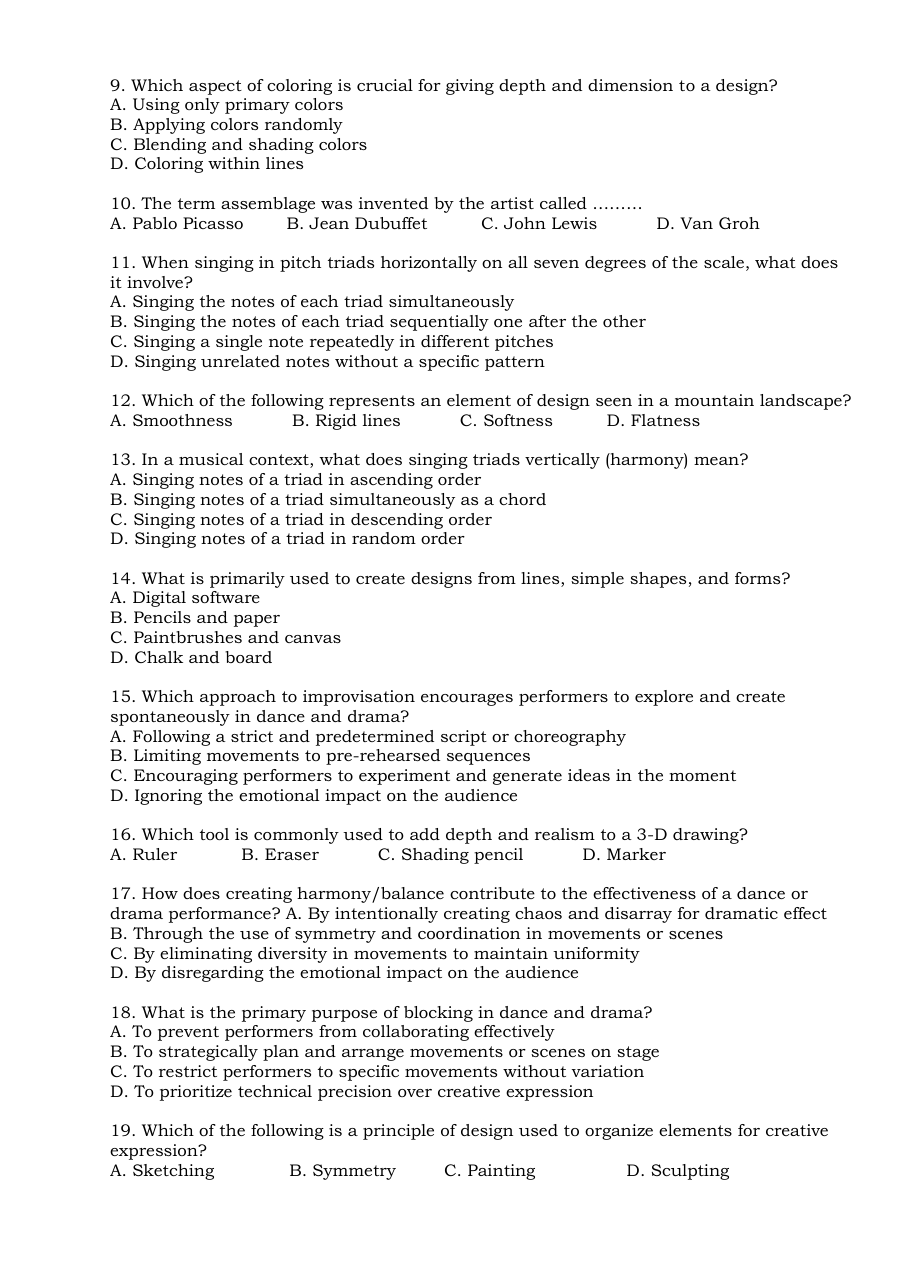 9. Which aspect of coloring is crucial for giving depth and dimension to a design?
A. Using only primary colors
B. Applying colors randomly
C. Blending and shading colors
D. Coloring within lines
10. The term assemblage was invented by the artist called ………
A. Pablo Picasso B. Jean Dubuffet C. John Lewis D. Van Groh
11. When singing in pitch triads horizontally on all seven degrees of the scale, what does
it involve?
A. Singing the notes of each triad simultaneously
B. Singing the notes of each triad sequentially one after the other
C. Singing a single note repeatedly in different pitches
D. Singing unrelated notes without a specific pattern
12. Which of the following represents an element of design seen in a mountain landscape?
A. Smoothness B. Rigid lines C. Softness D. Flatness
13. In a musical context, what does singing triads vertically (harmony) mean?
A. Singing notes of a triad in ascending order
B. Singing notes of a triad simultaneously as a chord
C. Singing notes of a triad in descending order
D. Singing notes of a triad in random order
14. What is primarily used to create designs from lines, simple shapes, and forms?
A. Digital software
B. Pencils and paper
C. Paintbrushes and canvas
D. Chalk and board
15. Which approach to improvisation encourages performers to explore and create
spontaneously in dance and drama?
A. Following a strict and predetermined script or choreography
B. Limiting movements to pre-rehearsed sequences
C. Encouraging performers to experiment and generate ideas in the moment
D. Ignoring the emotional impact on the audience
16. Which tool is commonly used to add depth and realism to a 3-D drawing?
A. Ruler B. Eraser C. Shading pencil D. Marker
17. How does creating harmony/balance contribute to the effectiveness of a dance or
drama performance? A. By intentionally creating chaos and disarray for dramatic effect
B. Through the use of symmetry and coordination in movements or scenes
C. By eliminating diversity in movements to maintain uniformity
D. By disregarding the emotional impact on the audience
18. What is the primary purpose of blocking in dance and drama?
A. To prevent performers from collaborating effectively
B. To strategically plan and arrange movements or scenes on stage
C. To restrict performers to specific movements without variation
D. To prioritize technical precision over creative expression
19. Which of the following is a principle of design used to organize elements for creative
expression?
A. Sketching B. Symmetry C. Painting D. Sculpting